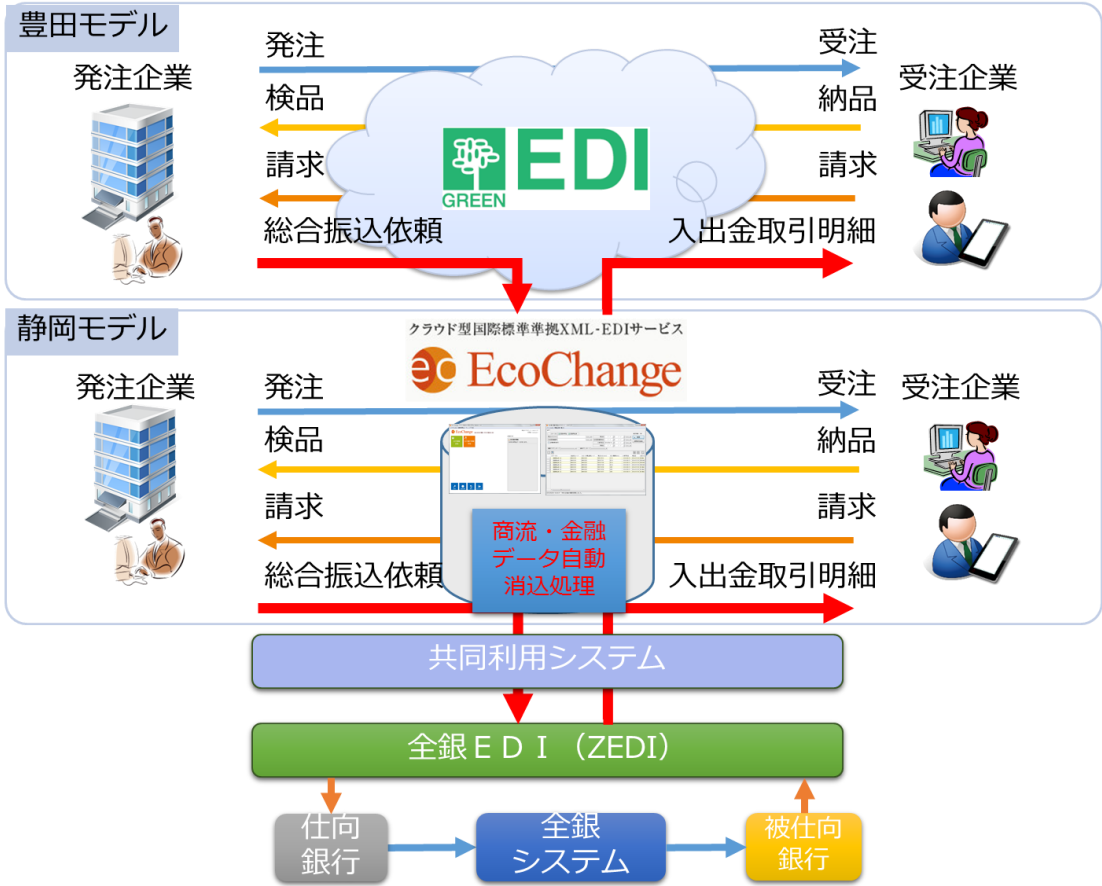 豊田モデル
発注
受注
発注企業
受注企業
検品
納品
請求
請求
EDI
GREEN
総合振込依頼
入出金取引明細
静岡モデル
クラウド型国際標準準拠XML-EDIサービス
ec EcoChange
発注企業
発注
受注
受注企業
検品
納品
請求
請求
商流・金融
データ自動
消込処理
総合振込依頼
入出金取引明細
共同利用システム
全銀ＥＤＩ（ZEDI）
仕向
銀行
全銀
システム
被仕向
銀行